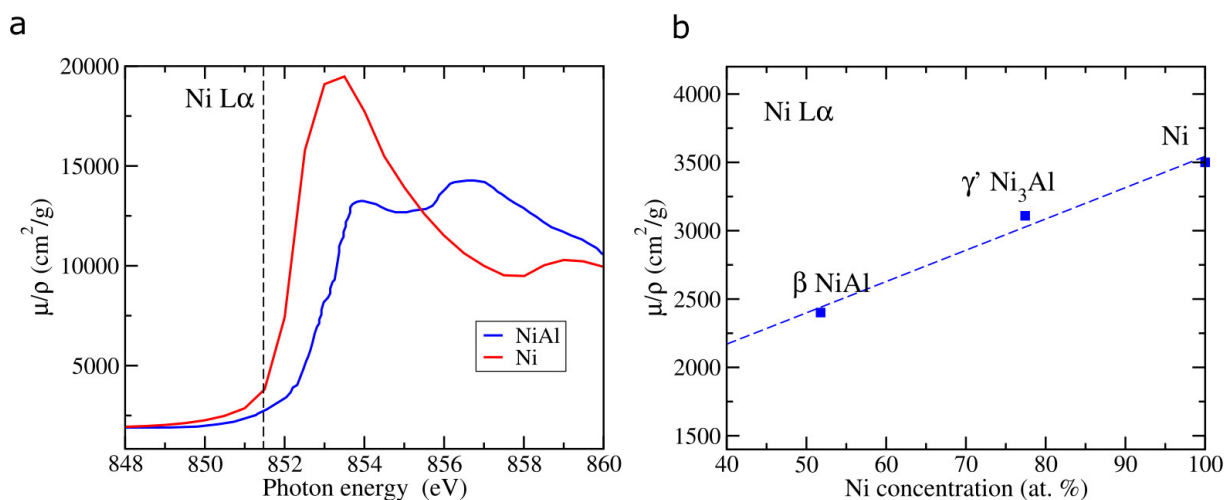 a
20000
15000
10000
5000
μ/ρ (cm²/g)
Ni Lα
NiAl
Ni
848
850
852
854
856
858
860
Photon energy (eV)
b
4000
3500
3000
2500
2000
1500
μ/ρ (cm²/g)
Ni Lα
Ni
γ' Ni₃Al
β NiAl
40
50
60
70
80
90
100
Ni concentration (at. %)